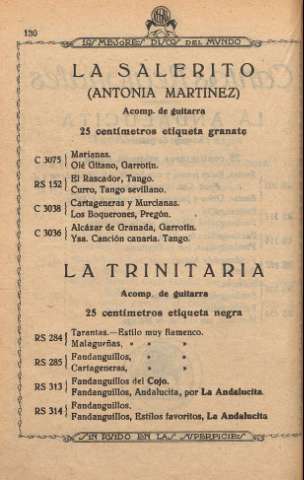 130
LOS MEJORES DISCOS DEL MUNDO
LA SALERITO
(ANTONIA MARTINEZ)
Acomp. de guitarra
25 centímetros etiqueta granate
C 3075 { Marianas.
Olé Gitano, Garrotín.
RS 152 { El Rascador, Tango.
Curro, Tango sevillano.
C 3038 { Cartageneras y Murcianas.
Los Boquerones, Pregón.
C 3036 { Alcázar de Granada, Garrotín.
Ysa. Canción canaria. Tango.
LA TRINITARIA
Acomp. de guitarra
25 centímetros etiqueta negra
RS 284 { Tarantas.—Estilo muy flamenco.
Malagueñas, » » »
RS 285 { Fandanguillos, » » »
Cartageneras, » » »
RS 313 { Fandanguillos del Cojo.
Fandanguillos, Andalucita, por La Andalucita.
RS 314 { Fandanguillos.
Fandanguillos, Estilos favoritos, La Andalucita
SIN RUIDO EN LAS SUPERFICIES